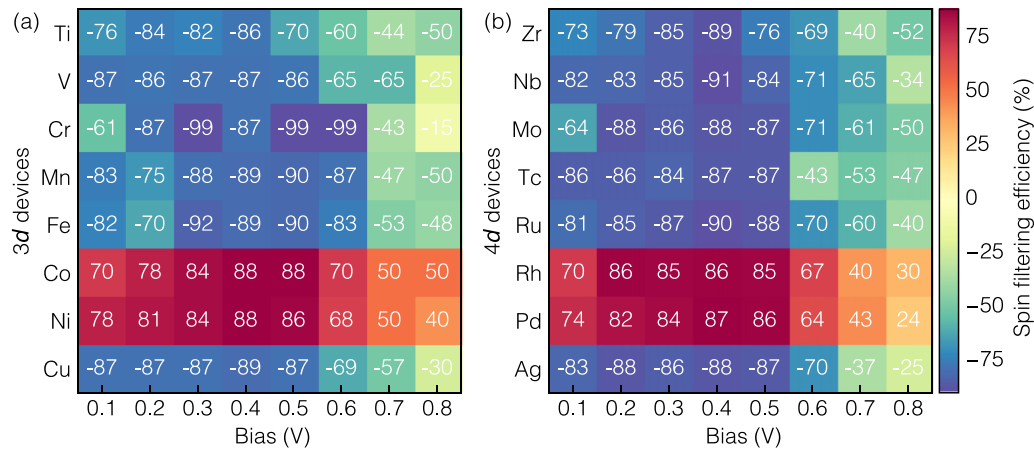 (a)
3d devices
Ti -76 -84 -82 -86 -70 -60 -44 -50
V -87 -86 -87 -87 -86 -65 -65 -25
Cr -61 -87 -99 -87 -99 -99 -43 -15
Mn -83 -75 -88 -89 -90 -87 -47 -50
Fe -82 -70 -92 -89 -90 -83 -53 -48
Co 70 78 84 88 88 70 50 50
Ni 78 81 84 88 86 68 50 40
Cu -87 -87 -87 -89 -87 -69 -57 -30
0.1 0.2 0.3 0.4 0.5 0.6 0.7 0.8
Bias (V)
(b)
4d devices
Zr -73 -79 -85 -89 -76 -69 -40 -52
Nb -82 -83 -85 -91 -84 -71 -65 -34
Mo -64 -88 -86 -88 -87 -71 -61 -50
Tc -86 -86 -84 -87 -87 -43 -53 -47
Ru -81 -85 -87 -90 -88 -70 -60 -40
Rh 70 86 85 86 85 67 40 30
Pd 74 82 84 87 86 64 43 24
Ag -83 -88 -86 -88 -87 -70 -37 -25
0.1 0.2 0.3 0.4 0.5 0.6 0.7 0.8
Bias (V)
75
50
25
0
−25
−50
−75
Spin filtering efficiency (%)